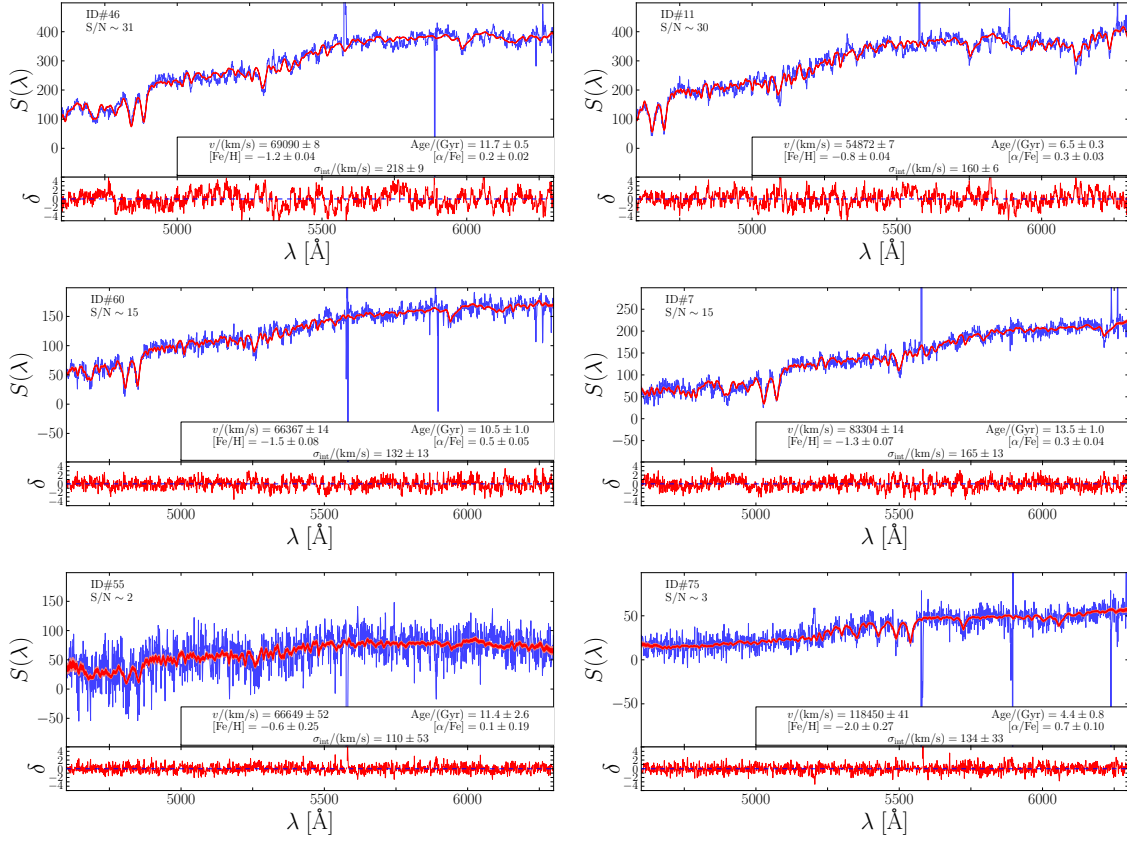 ID#46
S/N ∼ 31
400
300
200
100
0
S(λ)
v/(km/s) = 69090 ± 8 Age/(Gyr) = 11.7 ± 0.5
[Fe/H] = −1.2 ± 0.04 [α/Fe] = 0.2 ± 0.02
σint/(km/s) = 218 ± 9
4
2
0
−2
−4
δ
5000 5500 6000
λ [Å]
ID#11
S/N ∼ 30
400
300
200
100
0
S(λ)
v/(km/s) = 54872 ± 7 Age/(Gyr) = 6.5 ± 0.3
[Fe/H] = −0.8 ± 0.04 [α/Fe] = 0.3 ± 0.03
σint/(km/s) = 160 ± 6
4
2
0
−2
−4
δ
5000 5500 6000
λ [Å]
ID#60
S/N ∼ 15
150
100
50
0
−50
S(λ)
v/(km/s) = 66367 ± 14 Age/(Gyr) = 10.5 ± 1.0
[Fe/H] = −1.5 ± 0.08 [α/Fe] = 0.5 ± 0.05
σint/(km/s) = 132 ± 13
4
2
0
−2
−4
δ
5000 5500 6000
λ [Å]
ID#7
S/N ∼ 15
250
200
150
100
50
0
−50
S(λ)
v/(km/s) = 83304 ± 14 Age/(Gyr) = 13.5 ± 1.0
[Fe/H] = −1.3 ± 0.07 [α/Fe] = 0.3 ± 0.04
σint/(km/s) = 165 ± 13
4
2
0
−2
−4
δ
5000 5500 6000
λ [Å]
ID#55
S/N ∼ 2
150
100
50
0
−50
S(λ)
v/(km/s) = 66649 ± 52 Age/(Gyr) = 11.4 ± 2.6
[Fe/H] = −0.6 ± 0.25 [α/Fe] = 0.1 ± 0.19
σint/(km/s) = 110 ± 53
4
2
0
−2
−4
δ
5000 5500 6000
λ [Å]
ID#75
S/N ∼ 3
50
0
−50
S(λ)
v/(km/s) = 118450 ± 41 Age/(Gyr) = 4.4 ± 0.8
[Fe/H] = −2.0 ± 0.27 [α/Fe] = 0.7 ± 0.10
σint/(km/s) = 134 ± 33
4
2
0
−2
−4
δ
5000 5500 6000
λ [Å]